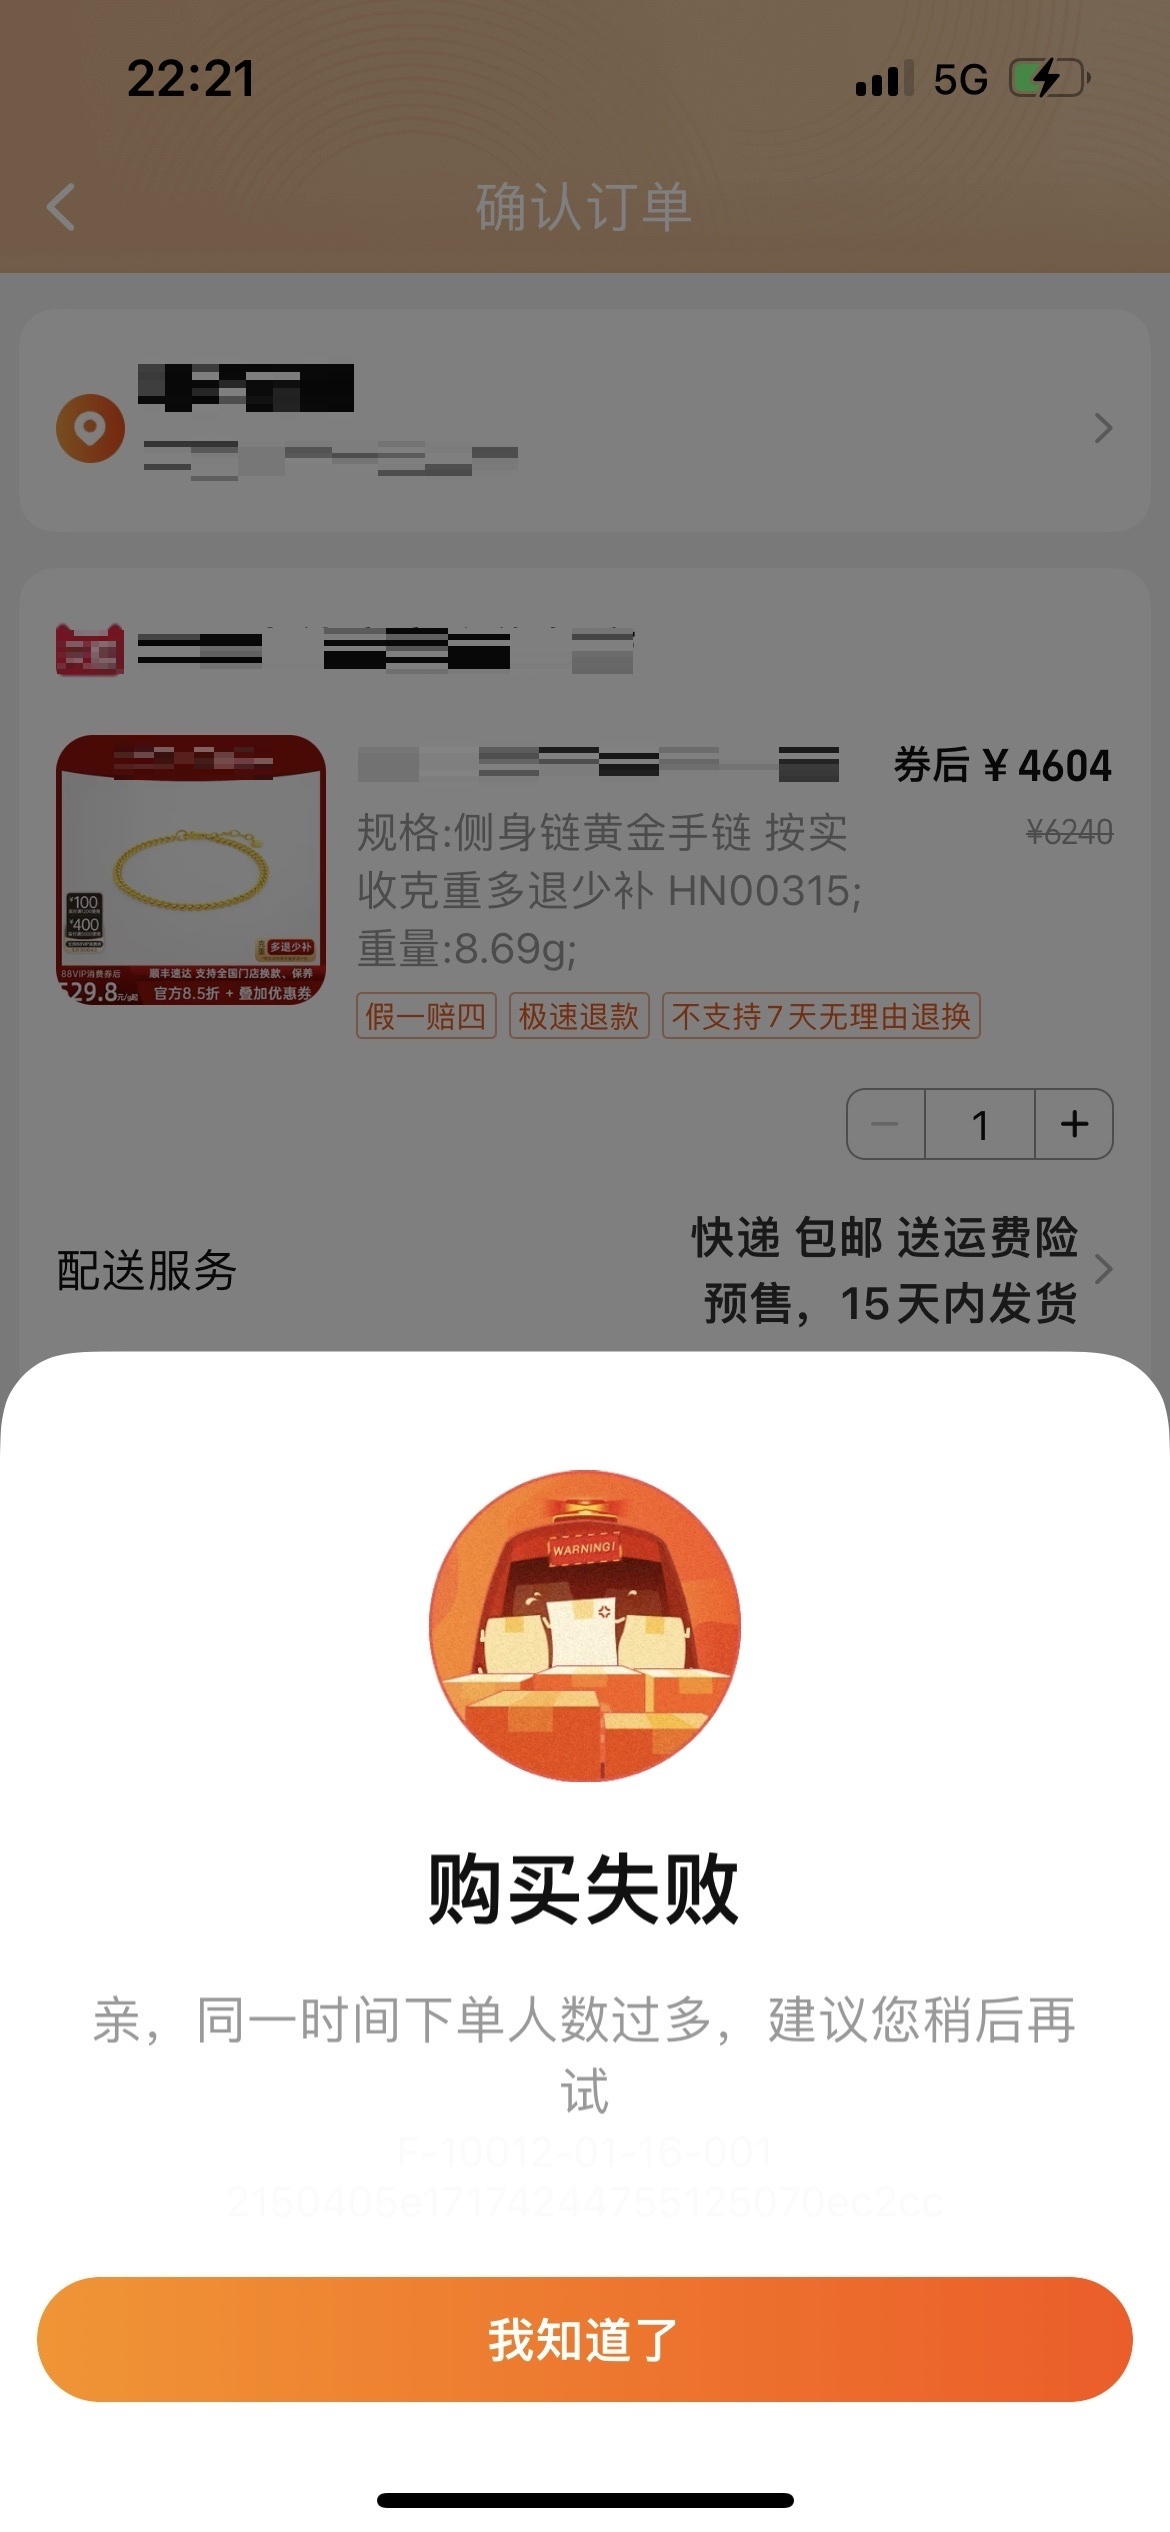 22:21
5G
确认订单
券后 ¥ 4604
¥6240
规格:侧身链黄金手链 按实
收克重多退少补 HN00315;
重量:8.69g;
¥100
¥400
多退少补
88VIP消费券后
顺丰速达 支持全国门店换款、保养
529.8元/g起
官方8.5折 + 叠加优惠券
假一赔四
极速退款
不支持7天无理由退换
1
配送服务
快递 包邮 送运费险
预售，15天内发货
WARNING!
购买失败
亲，同一时间下单人数过多，建议您稍后再
试
F-10012-01-16-001
2150405e17174244755125070ec2cc
我知道了